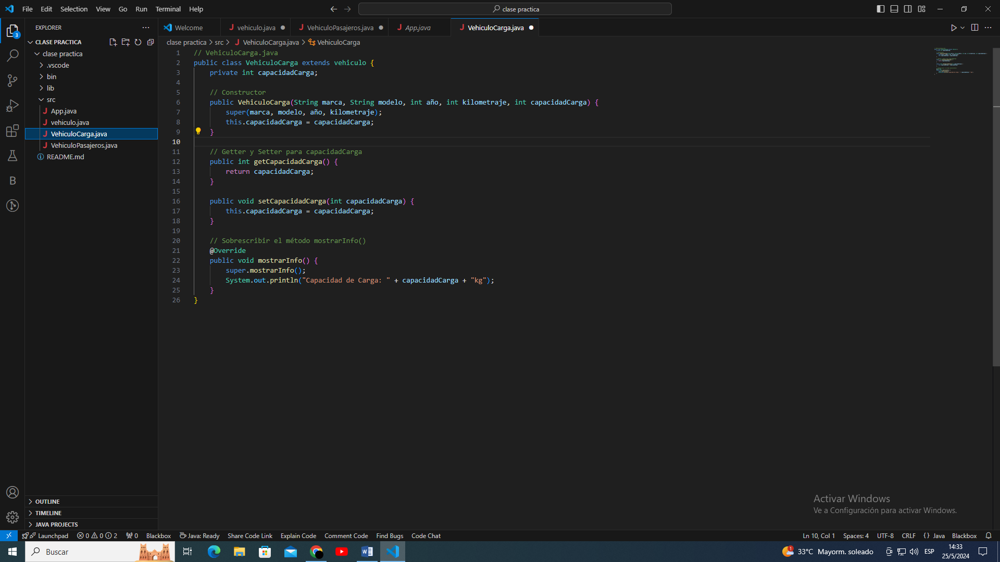 File Edit Selection View Go Run Terminal Help
clase practica
EXPLORER
Welcome
vehiculo.java
VehiculoPasajeros.java
App.java
VehiculoCarga.java
CLASE PRACTICA
clase practica > src > VehiculoCarga.java > VehiculoCarga
clase practica
.vscode
bin
lib
src
App.java
vehiculo.java
VehiculoCarga.java
VehiculoPasajeros.java
README.md
1 // VehiculoCarga.java
2 public class VehiculoCarga extends vehiculo {
3 private int capacidadCarga;
4
5 // Constructor
6 public VehiculoCarga(String marca, String modelo, int año, int kilometraje, int capacidadCarga) {
7 super(marca, modelo, año, kilometraje);
8 this.capacidadCarga = capacidadCarga;
9 }
10
11 // Getter y Setter para capacidadCarga
12 public int getCapacidadCarga() {
13 return capacidadCarga;
14 }
15
16 public void setCapacidadCarga(int capacidadCarga) {
17 this.capacidadCarga = capacidadCarga;
18 }
19
20 // Sobrescribir el método mostrarInfo()
21 @Override
22 public void mostrarInfo() {
23 super.mostrarInfo();
24 System.out.println("Capacidad de Carga: " + capacidadCarga + "kg");
25 }
26 }
3
B
OUTLINE
TIMELINE
JAVA PROJECTS
Activar Windows
Ve a Configuración para activar Windows.
Launchpad 0 0 2 0 Blackbox Java: Ready Share Code Link Explain Code Comment Code Find Bugs Code Chat
Ln 10, Col 1 Spaces: 4 UTF-8 CRLF {} Java Blackbox
Buscar
1
33°C Mayorm. soleado
ESP
14:33
25/5/2024